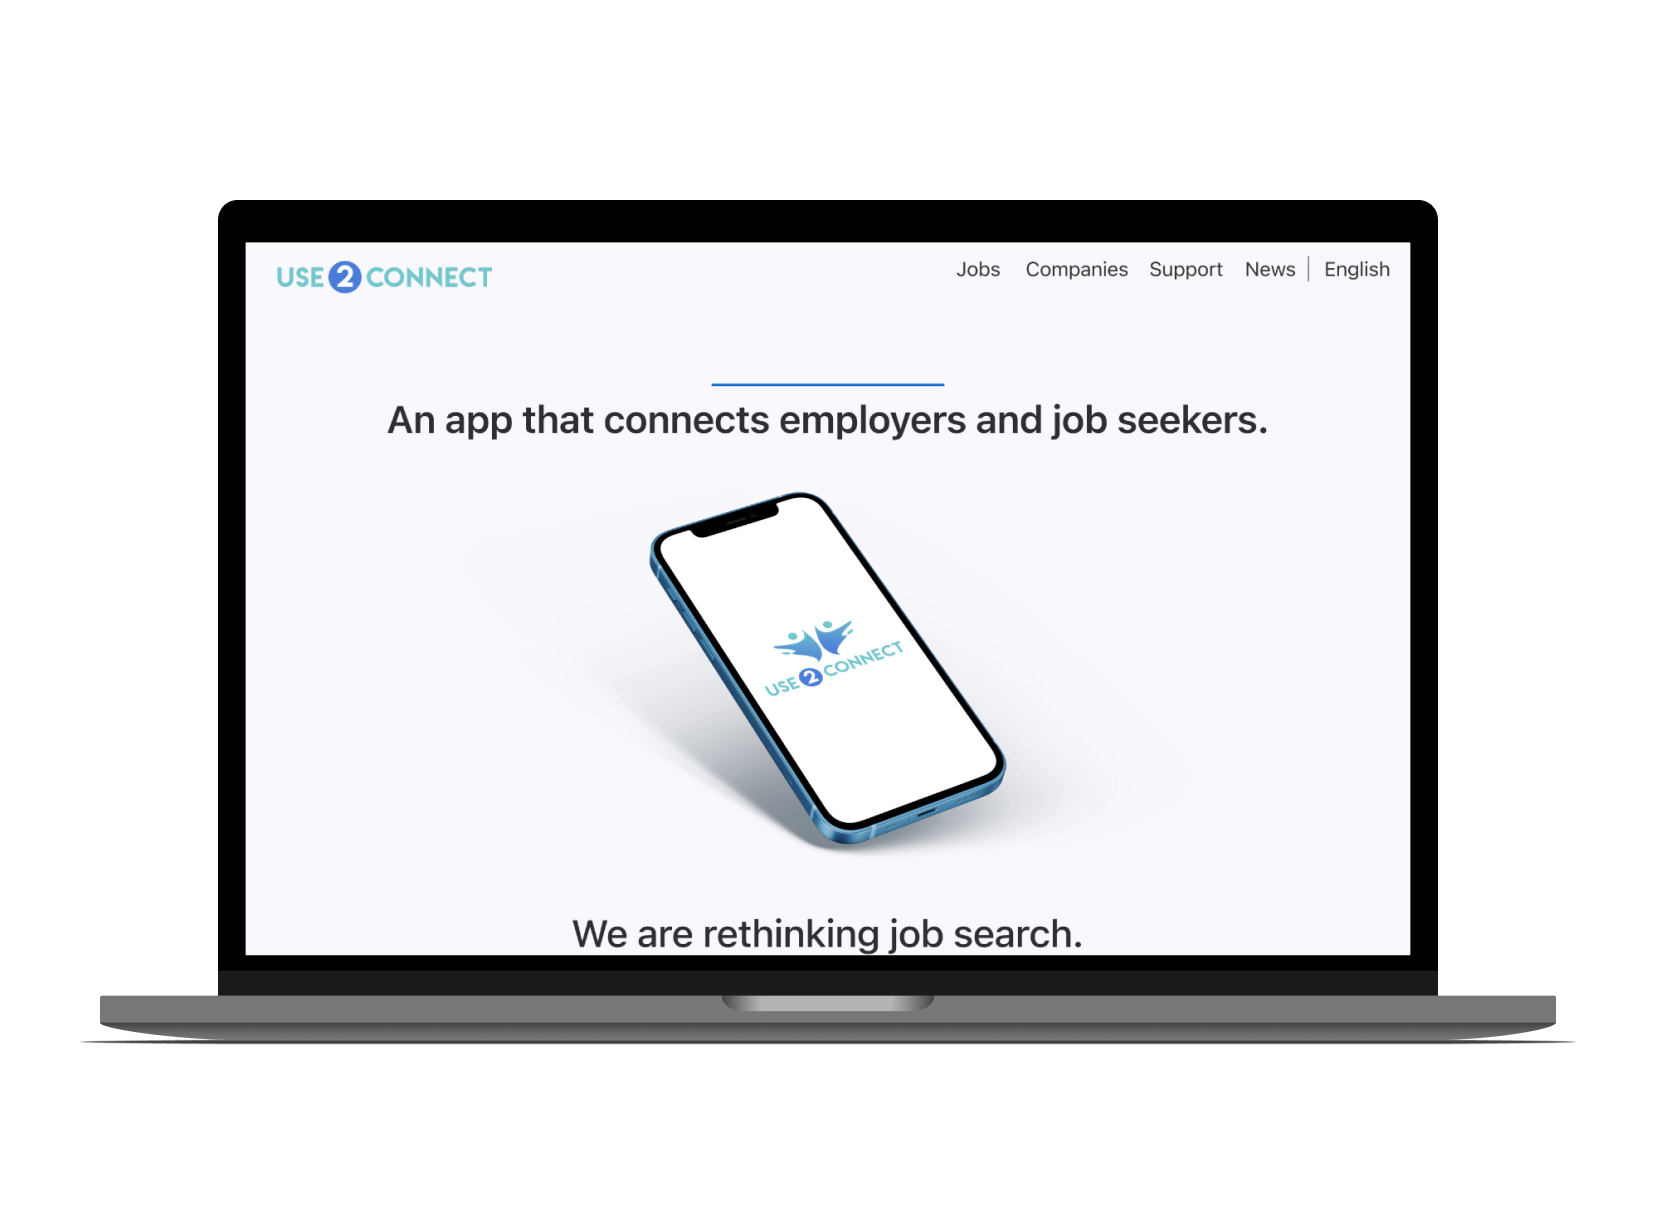 USE 2 CONNECT
Jobs Companies Support News English
An app that connects employers and job seekers.
USE 2 CONNECT
We are rethinking job search.